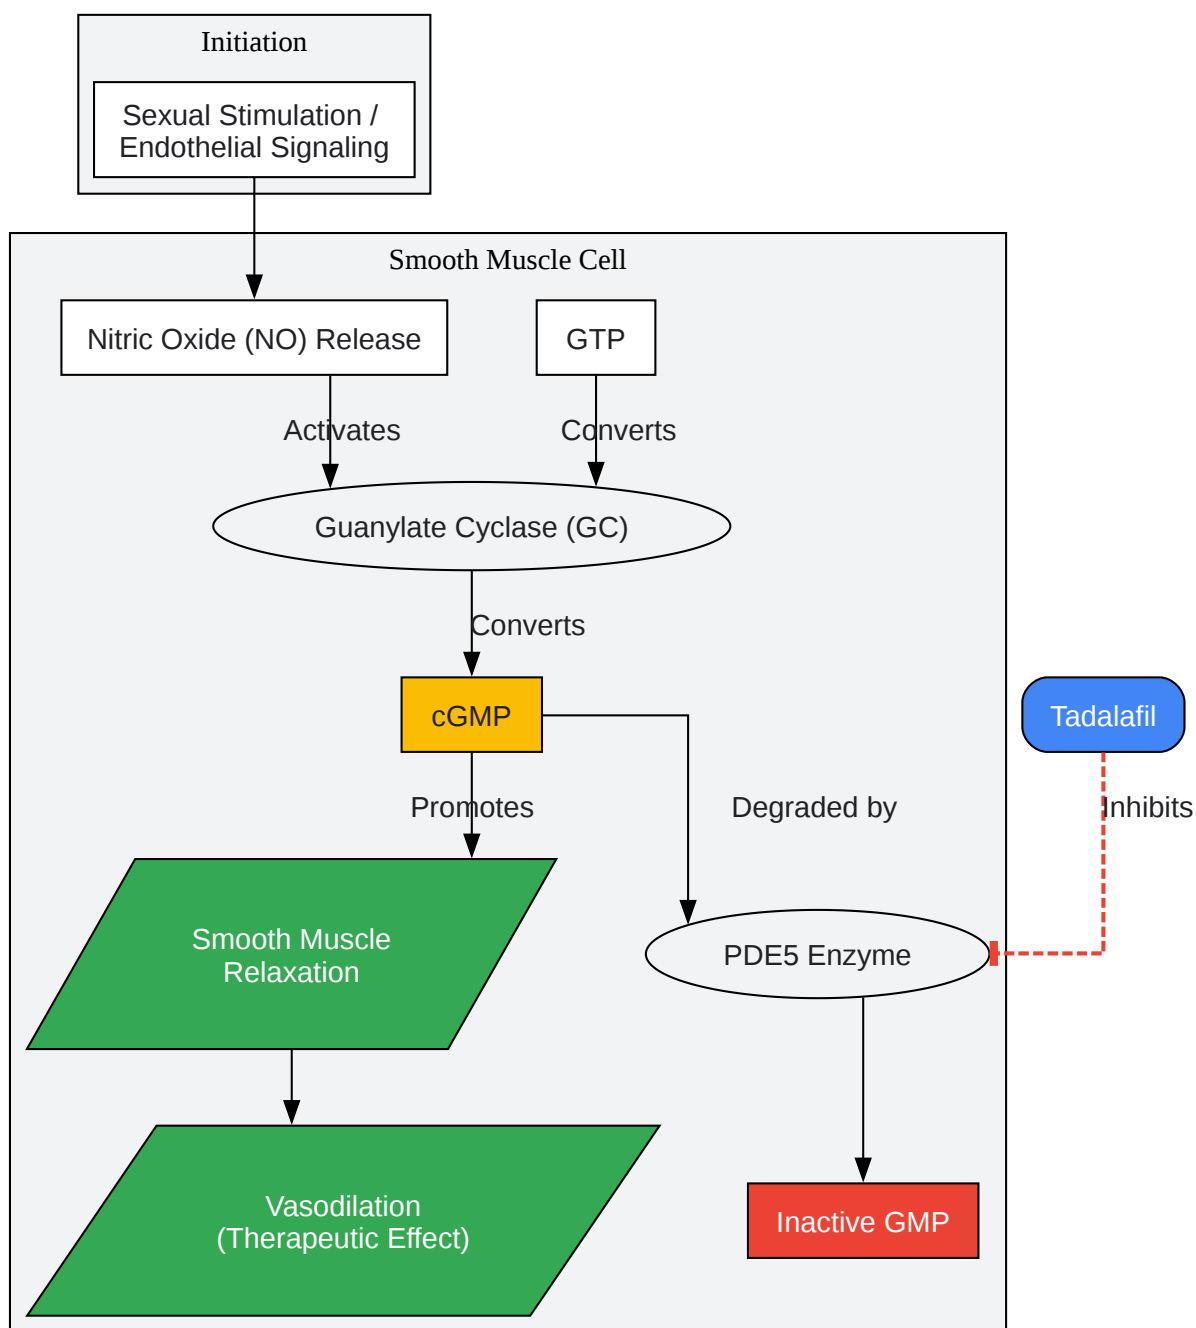 Initiation
Sexual Stimulation /
Endothelial Signaling
Smooth Muscle Cell
Nitric Oxide (NO) Release
GTP
Activates
Converts
Guanylate Cyclase (GC)
Converts
cGMP
Tadalafil
Promotes
Degraded by
Inhibits
Smooth Muscle
Relaxation
PDE5 Enzyme
Vasodilation
(Therapeutic Effect)
Inactive GMP